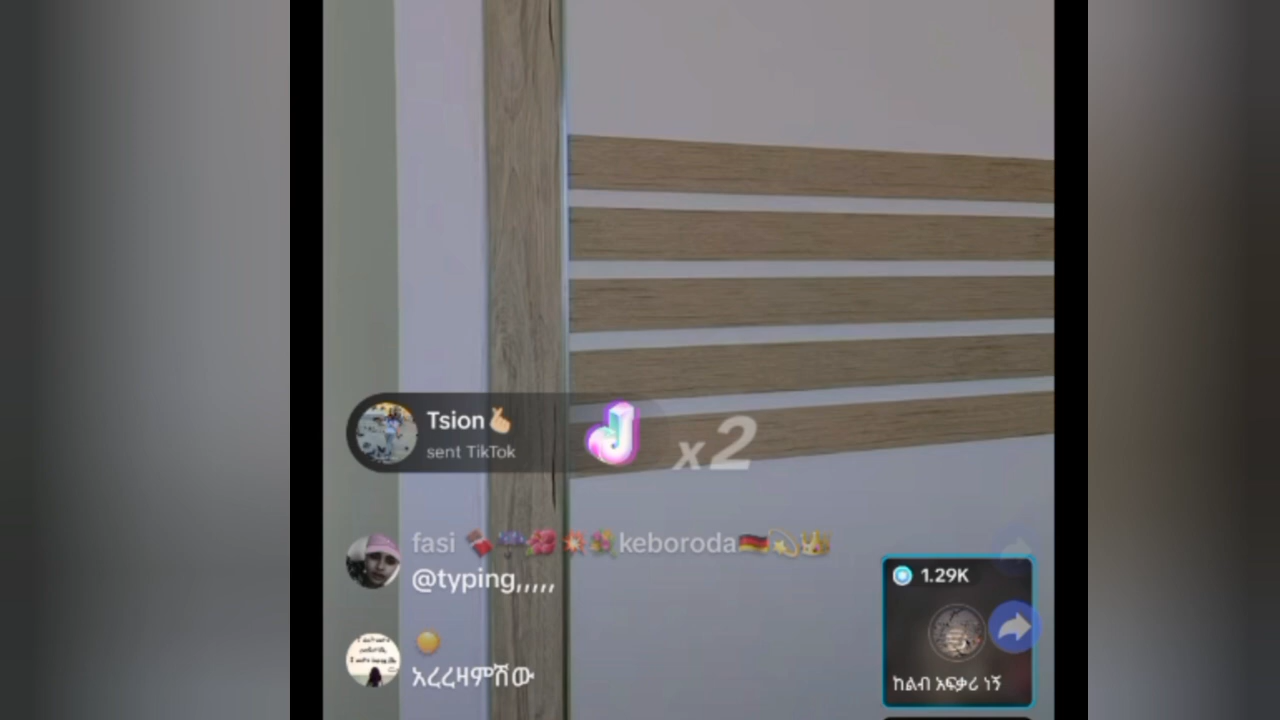 Tsion🫰🏻
sent TikTok
x2
fasi 🍫☂️🌺💥💐keboroda🇩🇪💫👑
@typing,,,,,
☀️
አረረዛምሽው
1.29K
ከልብ አፍቃሪ ነኝ